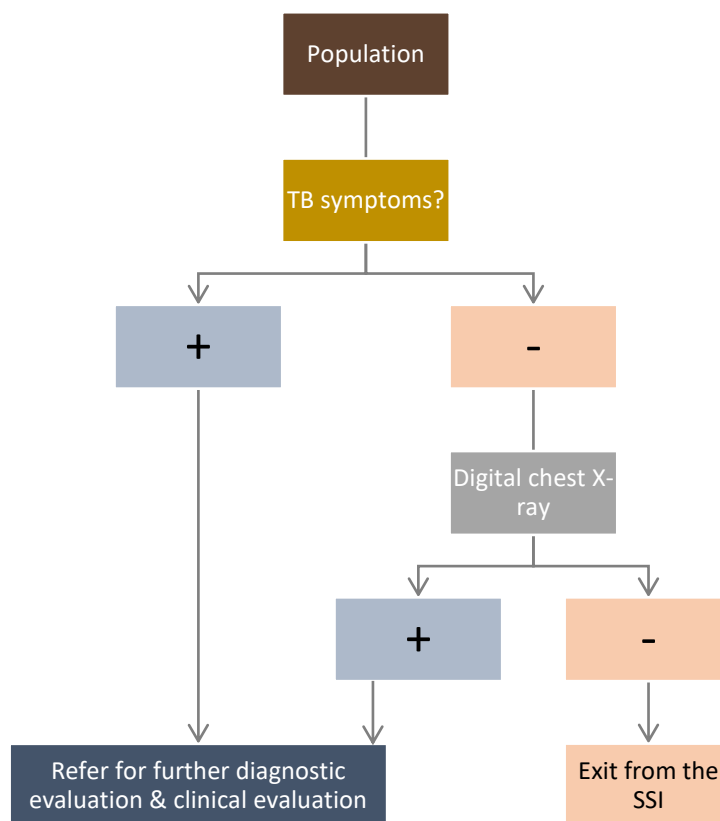 Population
TB symptoms?
+
-
Digital chest X-
ray
+
-
Refer for further diagnostic
evaluation & clinical evaluation
Exit from the
SSI